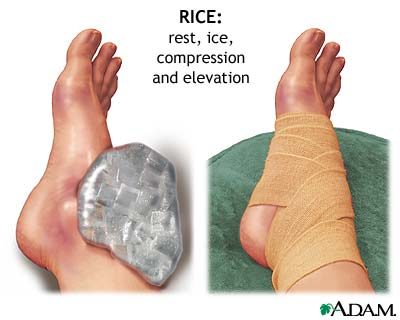 RICE:
rest, ice,
compression
and elevation
A.D.A.M.